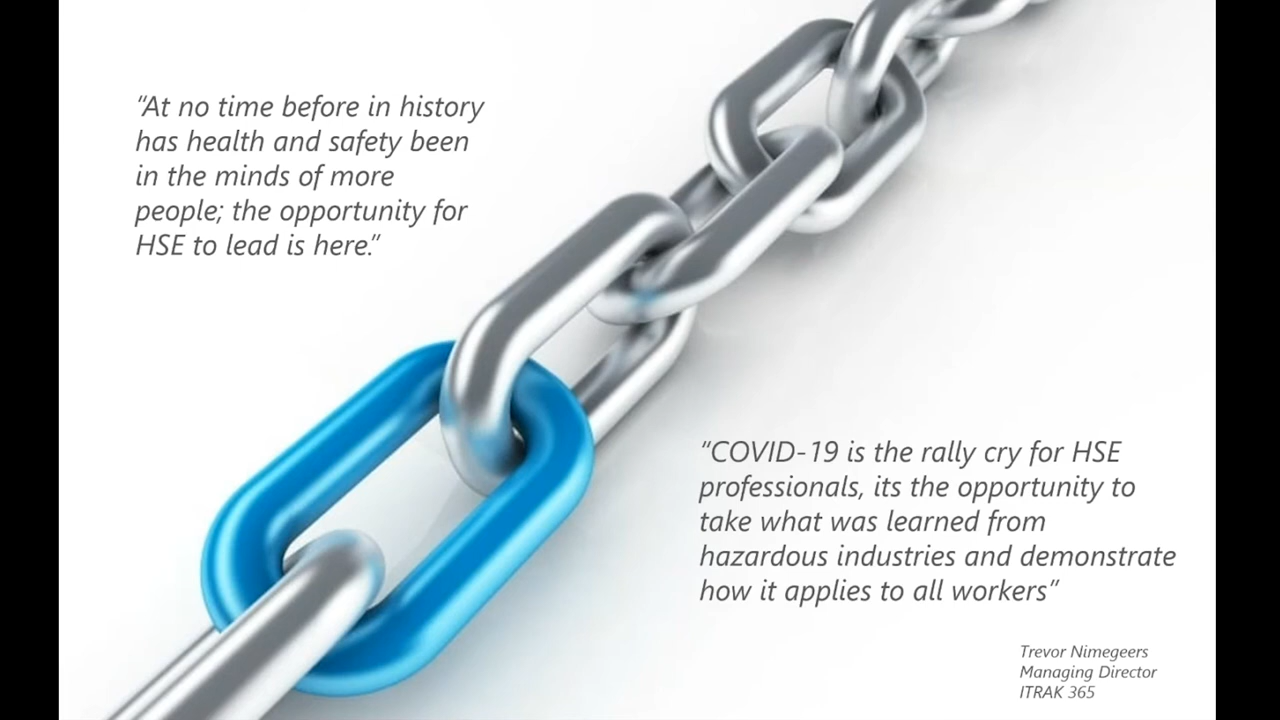 “At no time before in history
has health and safety been
in the minds of more
people; the opportunity for
HSE to lead is here.”
“COVID-19 is the rally cry for HSE
professionals, its the opportunity to
take what was learned from
hazardous industries and demonstrate
how it applies to all workers”
Trevor Nimegeers
Managing Director
ITRAK 365